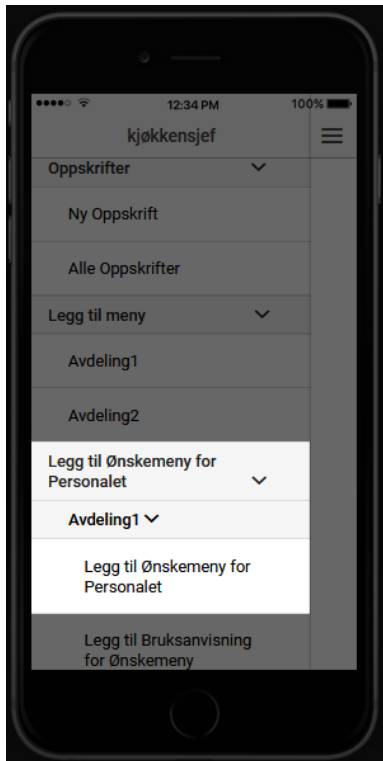 12:34 PM
100%
kjøkkensjef
Oppskrifter
Ny Oppskrift
Alle Oppskrifter
Legg til meny
Avdeling1
Avdeling2
Legg til Ønskemeny for
Personalet
Avdeling1
Legg til Ønskemeny for
Personalet
Legg til Bruksanvisning
for Ønskemeny